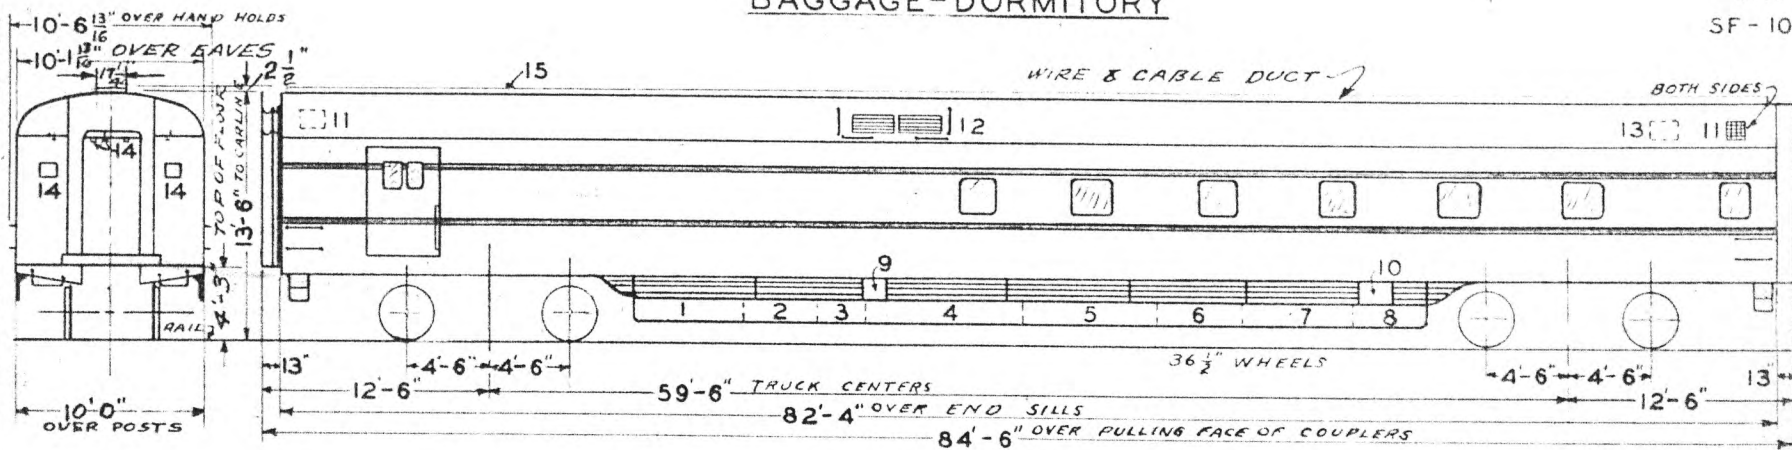 BAGGAGE-DORMITORY
SF-10
10'-6 13/16" OVER HAND HOLDS
10'-1 13/16" OVER EAVES
2 1/2"
15
WIRE & CABLE DUCT
BOTH SIDES
11
12
13
11
14
14
14
TOP OF FLOOR
13'-6" TO CARLINE
4'-3"
RAIL
9
10
1
2
3
4
5
6
7
8
36 1/2" WHEELS
13"
4'-6"
4'-6"
4'-6"
4'-6"
13"
12'-6"
59'-6" TRUCK CENTERS
12'-6"
10'0"
OVER POSTS
82'-4" OVER END SILLS
84'-6" OVER PULLING FACE OF COUPLERS